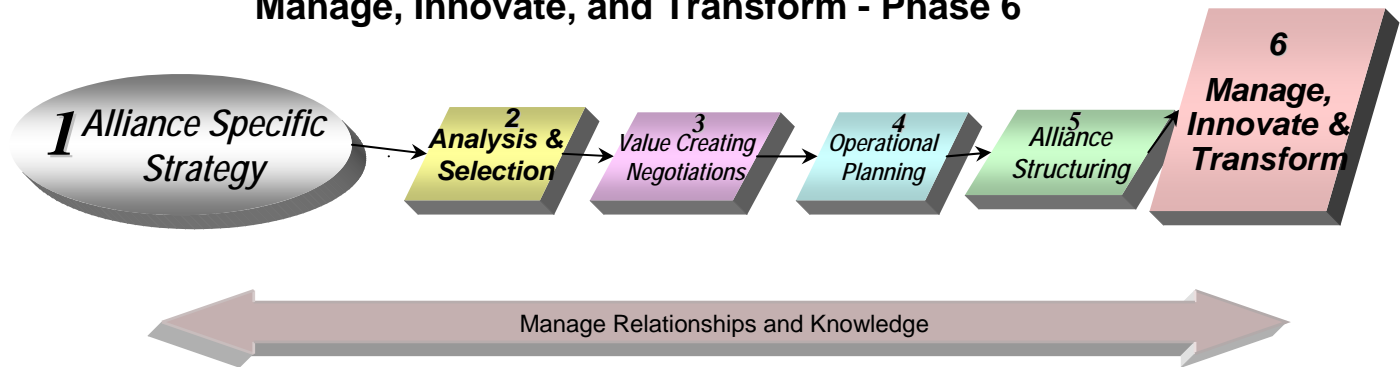 Manage, Innovate, and Transform - Phase 6
1 Alliance Specific
Strategy
2
Analysis &
Selection
3
Value Creating
Negotiations
4
Operational
Planning
5
Alliance
Structuring
6
Manage,
Innovate &
Transform
Manage Relationships and Knowledge